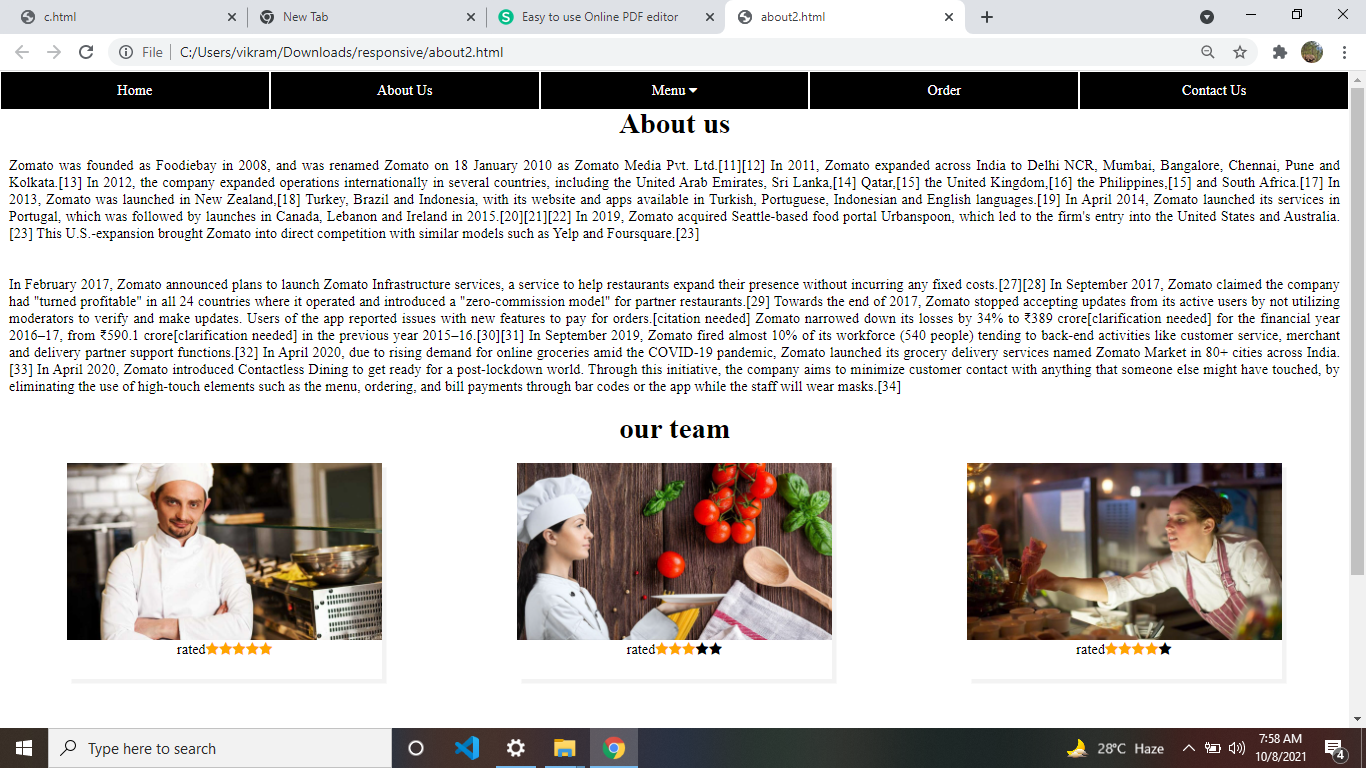 c.html
New Tab
Easy to use Online PDF editor
about2.html
File
C:/Users/vikram/Downloads/responsive/about2.html
Home
About Us
Menu
Order
Contact Us
About us
Zomato was founded as Foodiebay in 2008, and was renamed Zomato on 18 January 2010 as Zomato Media Pvt. Ltd.[11][12] In 2011, Zomato expanded across India to Delhi NCR, Mumbai, Bangalore, Chennai, Pune and
Kolkata.[13] In 2012, the company expanded operations internationally in several countries, including the United Arab Emirates, Sri Lanka,[14] Qatar,[15] the United Kingdom,[16] the Philippines,[15] and South Africa.[17] In
2013, Zomato was launched in New Zealand,[18] Turkey, Brazil and Indonesia, with its website and apps available in Turkish, Portuguese, Indonesian and English languages.[19] In April 2014, Zomato launched its services in
Portugal, which was followed by launches in Canada, Lebanon and Ireland in 2015.[20][21][22] In 2019, Zomato acquired Seattle-based food portal Urbanspoon, which led to the firm's entry into the United States and Australia.
[23] This U.S.-expansion brought Zomato into direct competition with similar models such as Yelp and Foursquare.[23]
In February 2017, Zomato announced plans to launch Zomato Infrastructure services, a service to help restaurants expand their presence without incurring any fixed costs.[27][28] In September 2017, Zomato claimed the company
had "turned profitable" in all 24 countries where it operated and introduced a "zero-commission model" for partner restaurants.[29] Towards the end of 2017, Zomato stopped accepting updates from its active users by not utilizing
moderators to verify and make updates. Users of the app reported issues with new features to pay for orders.[citation needed] Zomato narrowed down its losses by 34% to ₹389 crore[clarification needed] for the financial year
2016–17, from ₹590.1 crore[clarification needed] in the previous year 2015–16.[30][31] In September 2019, Zomato fired almost 10% of its workforce (540 people) tending to back-end activities like customer service, merchant
and delivery partner support functions.[32] In April 2020, due to rising demand for online groceries amid the COVID-19 pandemic, Zomato launched its grocery delivery services named Zomato Market in 80+ cities across India.
[33] In April 2020, Zomato introduced Contactless Dining to get ready for a post-lockdown world. Through this initiative, the company aims to minimize customer contact with anything that someone else might have touched, by
eliminating the use of high-touch elements such as the menu, ordering, and bill payments through bar codes or the app while the staff will wear masks.[34]
our team
rated
rated
rated
Type here to search
28°C Haze
7:58 AM
10/8/2021
4